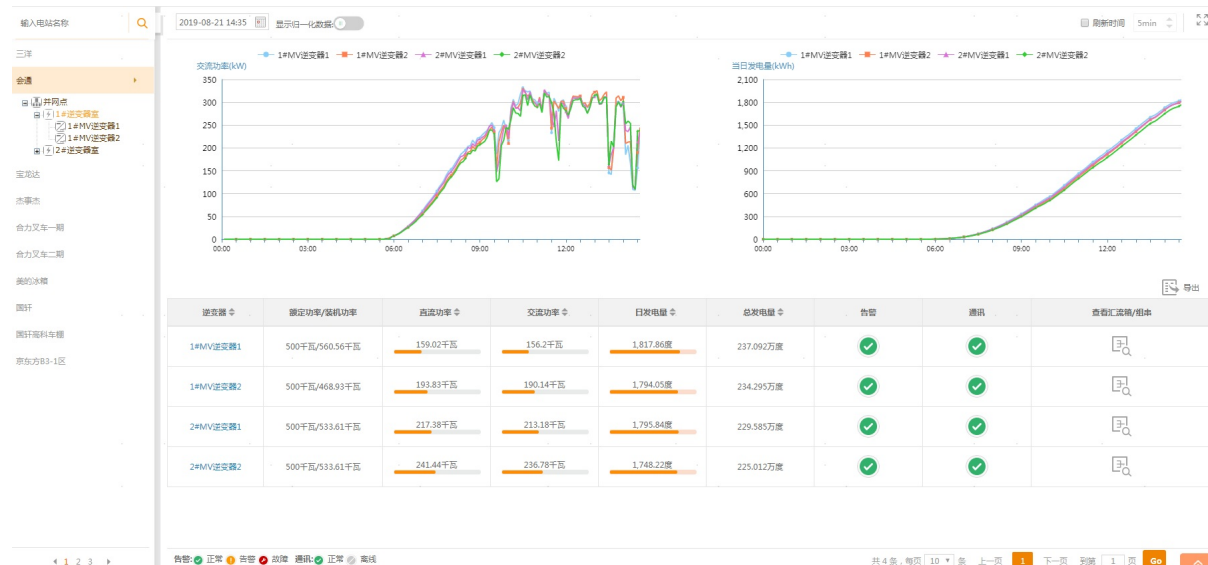 输入电站名称
2019-08-21 14:35 显示归一化数据: 刷新时间 5min
三洋
会通
并网点
1#逆变器室
1#MV逆变器1
1#MV逆变器2
2#逆变器室
宝龙达
杰事杰
合力叉车一期
合力叉车二期
美的冰箱
国轩
国轩高科车棚
京东方B3-1区
1 2 3
1#MV逆变器1 1#MV逆变器2 2#MV逆变器1 2#MV逆变器2
交流功率(kW)
350
300
250
200
150
100
50
0
00:00 03:00 06:00 09:00 12:00
1#MV逆变器1 1#MV逆变器2 2#MV逆变器1 2#MV逆变器2
当日发电量(kWh)
2,100
1,800
1,500
1,200
900
600
300
0
00:00 03:00 06:00 09:00 12:00
导出
逆变器 额定功率/装机功率 直流功率 交流功率 日发电量 总发电量 告警 通讯 查看汇流箱/组串
1#MV逆变器1 500千瓦/560.56千瓦 159.02千瓦 156.2千瓦 1,817.86度 237.092万度
1#MV逆变器2 500千瓦/468.93千瓦 193.83千瓦 190.14千瓦 1,794.05度 234.295万度
2#MV逆变器1 500千瓦/533.61千瓦 217.38千瓦 213.18千瓦 1,795.84度 229.585万度
2#MV逆变器2 500千瓦/533.61千瓦 241.44千瓦 236.78千瓦 1,748.22度 225.012万度
告警: 正常 告警 故障 通讯: 正常 离线
共4条,每页 10 条 上一页 1 下一页 到第 1 页 Go